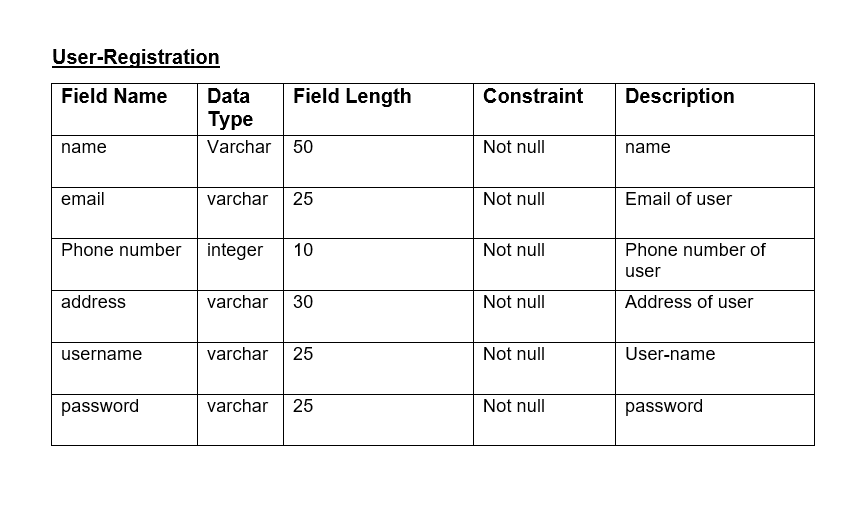 User-Registration
Field Name Data Type Field Length Constraint Description
name Varchar 50 Not null name
email varchar 25 Not null Email of user
Phone number integer 10 Not null Phone number of user
address varchar 30 Not null Address of user
username varchar 25 Not null User-name
password varchar 25 Not null password